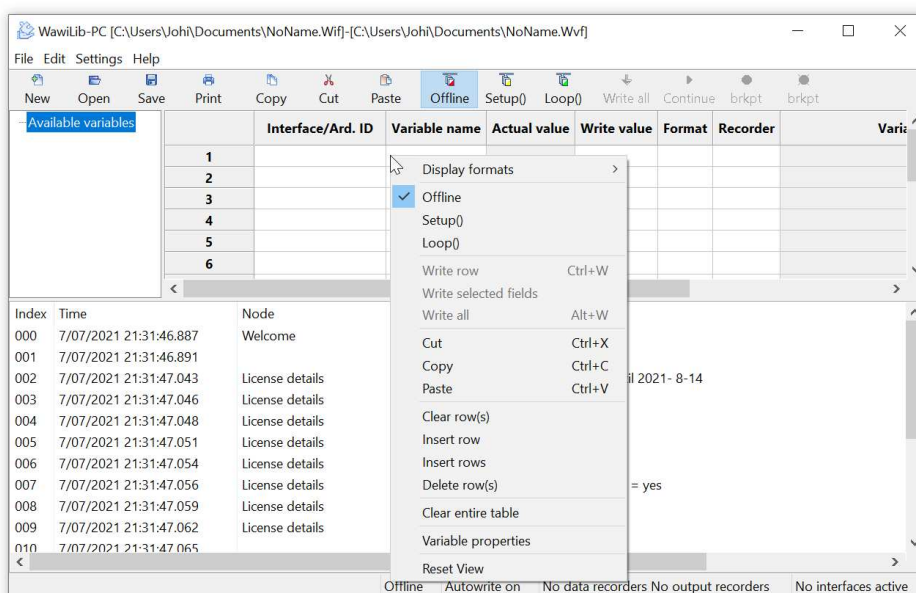 WawiLib-PC [C:\Users\Johi\Documents\NoName.Wif]-[C:\Users\Johi\Documents\NoName.Wvf]
File Edit Settings Help
New Open Save Print Copy Cut Paste Offline Setup() Loop() Write all Continue brkpt brkpt
Available variables
Interface/Ard. ID Variable name Actual value Write value Format Recorder
1
2
3
4
5
6
Display formats
Offline
Setup()
Loop()
Write row Ctrl+W
Write selected fields
Write all Alt+W
Cut Ctrl+X
Copy Ctrl+C
Paste Ctrl+V
Clear row(s)
Insert row
Insert rows
Delete row(s)
Clear entire table
Variable properties
Reset View
Index Time Node
000 7/07/2021 21:31:46.887 Welcome
001 7/07/2021 21:31:46.891
002 7/07/2021 21:31:47.043 License details 2021- 8-14
003 7/07/2021 21:31:47.046 License details
004 7/07/2021 21:31:47.048 License details
005 7/07/2021 21:31:47.051 License details
006 7/07/2021 21:31:47.054 License details
007 7/07/2021 21:31:47.056 License details = yes
008 7/07/2021 21:31:47.059 License details
009 7/07/2021 21:31:47.062 License details
010 7/07/2021 21:31:47.065
Offline Autowrite on No data recorders No output recorders No interfaces active